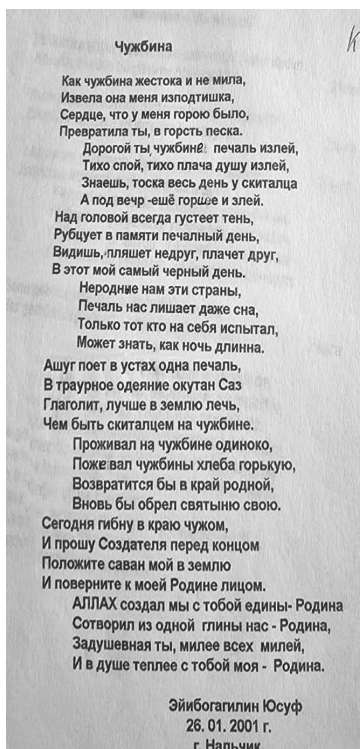 К
Чужбина
Как чужбина жестока и не мила,
Извела она меня изподтишка,
Сердце, что у меня горою было,
Превратила ты, в горсть песка.
Дорогой ты, чужбине печаль излей,
Тихо спой, тихо плача душу излей,
Знаешь, тоска весь день у скиталца
А под вечр -ешё горше и злей.
Над головой всегда густеет тень,
Рубцует в памяти печалный день,
Видишь, пляшет недруг, плачет друг,
В этот мой самый черный день.
Неродные нам эти страны,
Печаль нас лишает даже сна,
Только тот кто на себя испытал,
Может знать, как ночь длинна.
Ашуг поет в устах одна печаль,
В траурное одеяние окутан Саз
Глаголит, лучше в землю лечь,
Чем быть скиталцем на чужбине.
Проживал на чужбине одиноко,
Пожевал чужбины хлеба горькую,
Возвратится бы в край родной,
Вновь бы обрел святыню свою.
Сегодня гибну в краю чужом,
И прошу Создателя перед концом
Положите саван мой в землю
И поверните к моей Родине лицом.
АЛЛАХ создал мы с тобой едины- Родина
Сотворил из одной глины нас - Родина,
Задушевная ты, милее всех милей,
И в душе теплее с тобой моя - Родина.
Эйибогагилин Юсуф
26. 01. 2001 г.
г. Нальчик